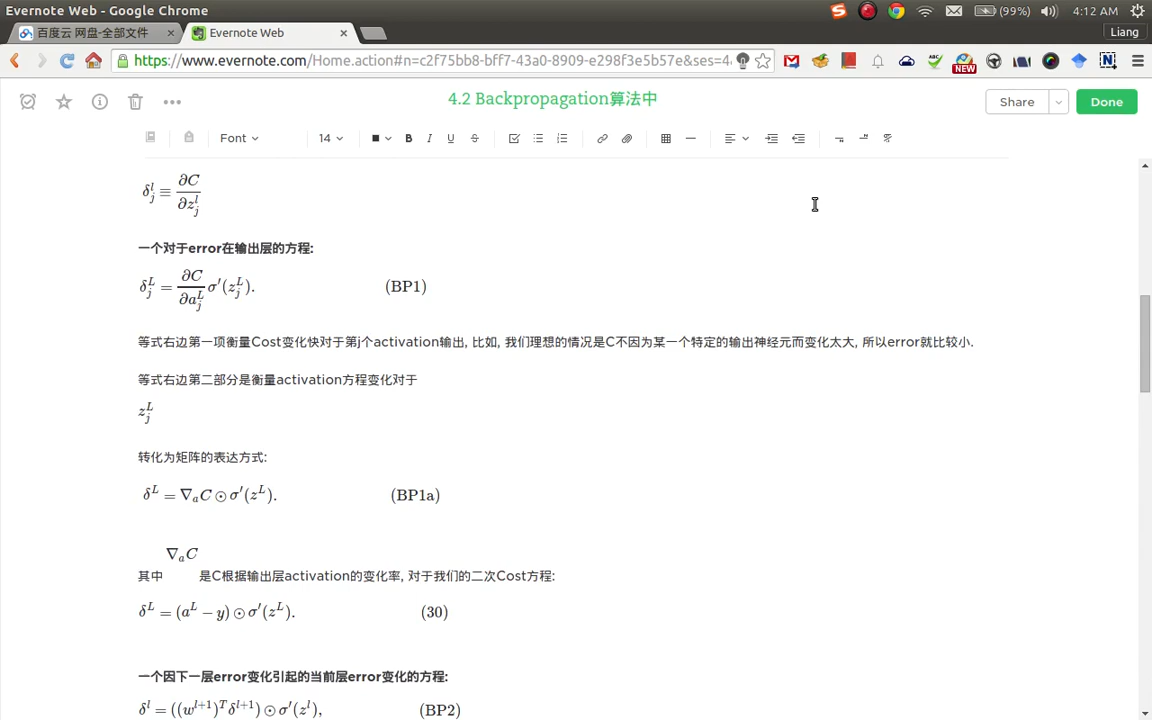 Evernote Web - Google Chrome
(99%) 4:12 AM
百度云 网盘-全部文件 × Evernote Web × Liang
https://www.evernote.com/Home.action#n=c2f75bb8-bff7-43a0-8909-e298f3e5b57e&ses=4
NEW
4.2 Backpropagation算法中
Share Done
Font 14 B I U S
δ_j^l ≡ ∂C/∂z_j^l
一个对于error在输出层的方程:
δ_j^L = ∂C/∂a_j^L σ′(z_j^L). (BP1)
等式右边第一项衡量Cost变化快对于第j个activation输出, 比如, 我们理想的情况是C不因为某一个特定的输出神经元而变化太大, 所以error就比较小.
等式右边第二部分是衡量activation方程变化对于
z_j^L
转化为矩阵的表达方式:
δ^L = ∇_a C ⊙ σ′(z^L). (BP1a)
∇_a C
其中 是C根据输出层activation的变化率, 对于我们的二次Cost方程:
δ^L = (a^L − y) ⊙ σ′(z^L). (30)
一个因下一层error变化引起的当前层error变化的方程:
δ^l = ((w^{l+1})^T δ^{l+1}) ⊙ σ′(z^l), (BP2)